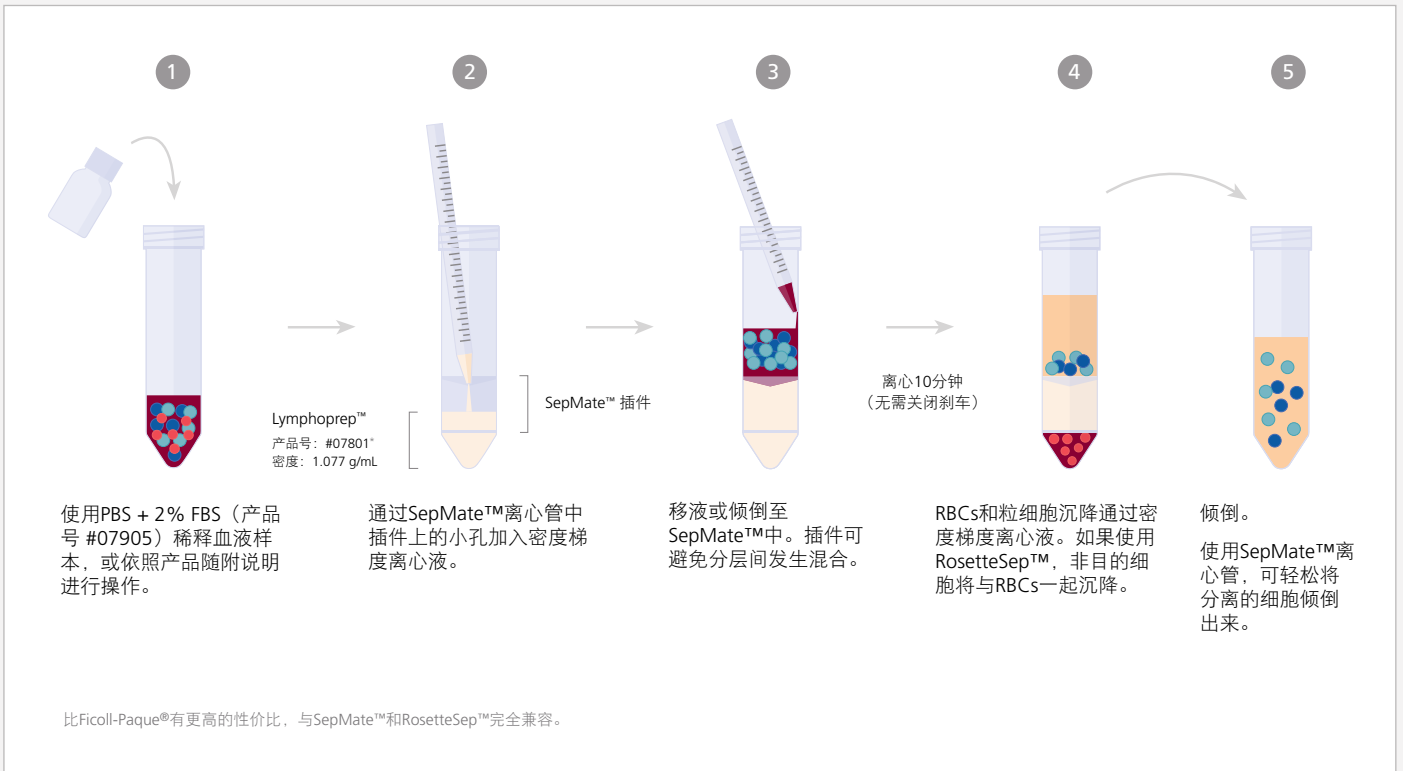 1
2
3
4
5
Lymphoprep™
产品号：#07801*
密度：1.077 g/mL
SepMate™ 插件
离心10分钟
（无需关闭刹车）
使用PBS + 2% FBS（产品
号 #07905）稀释血液样
本，或依照产品随附说明
进行操作。
通过SepMate™离心管中
插件上的小孔加入密度梯
度离心液。
移液或倾倒至
SepMate™中。插件可
避免分层间发生混合。
RBCs和粒细胞沉降通过密
度梯度离心液。如果使用
RosetteSep™，非目的细
胞将与RBCs一起沉降。
倾倒。
使用SepMate™离
心管，可轻松将
分离的细胞倾倒
出来。
比Ficoll-Paque®有更高的性价比，与SepMate™和RosetteSep™完全兼容。